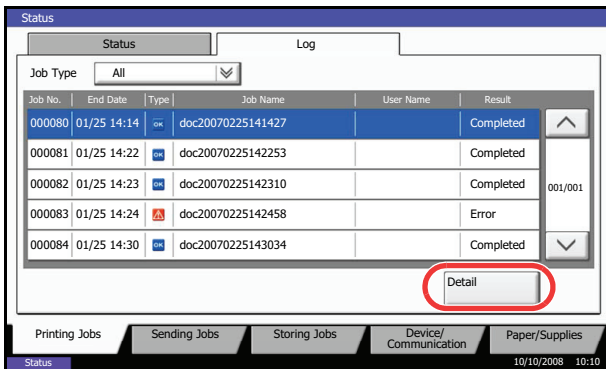 Status
Status Log
Job Type All
Job No. End Date Type Job Name User Name Result
000080 01/25 14:14 OK doc20070225141427 Completed
000081 01/25 14:22 OK doc20070225142253 Completed
000082 01/25 14:23 OK doc20070225142310 Completed
001/001
000083 01/25 14:24 doc20070225142458 Error
000084 01/25 14:30 OK doc20070225143034 Completed
Detail
Printing Jobs Sending Jobs Storing Jobs Device/
Communication Paper/Supplies
Status 10/10/2008 10:10